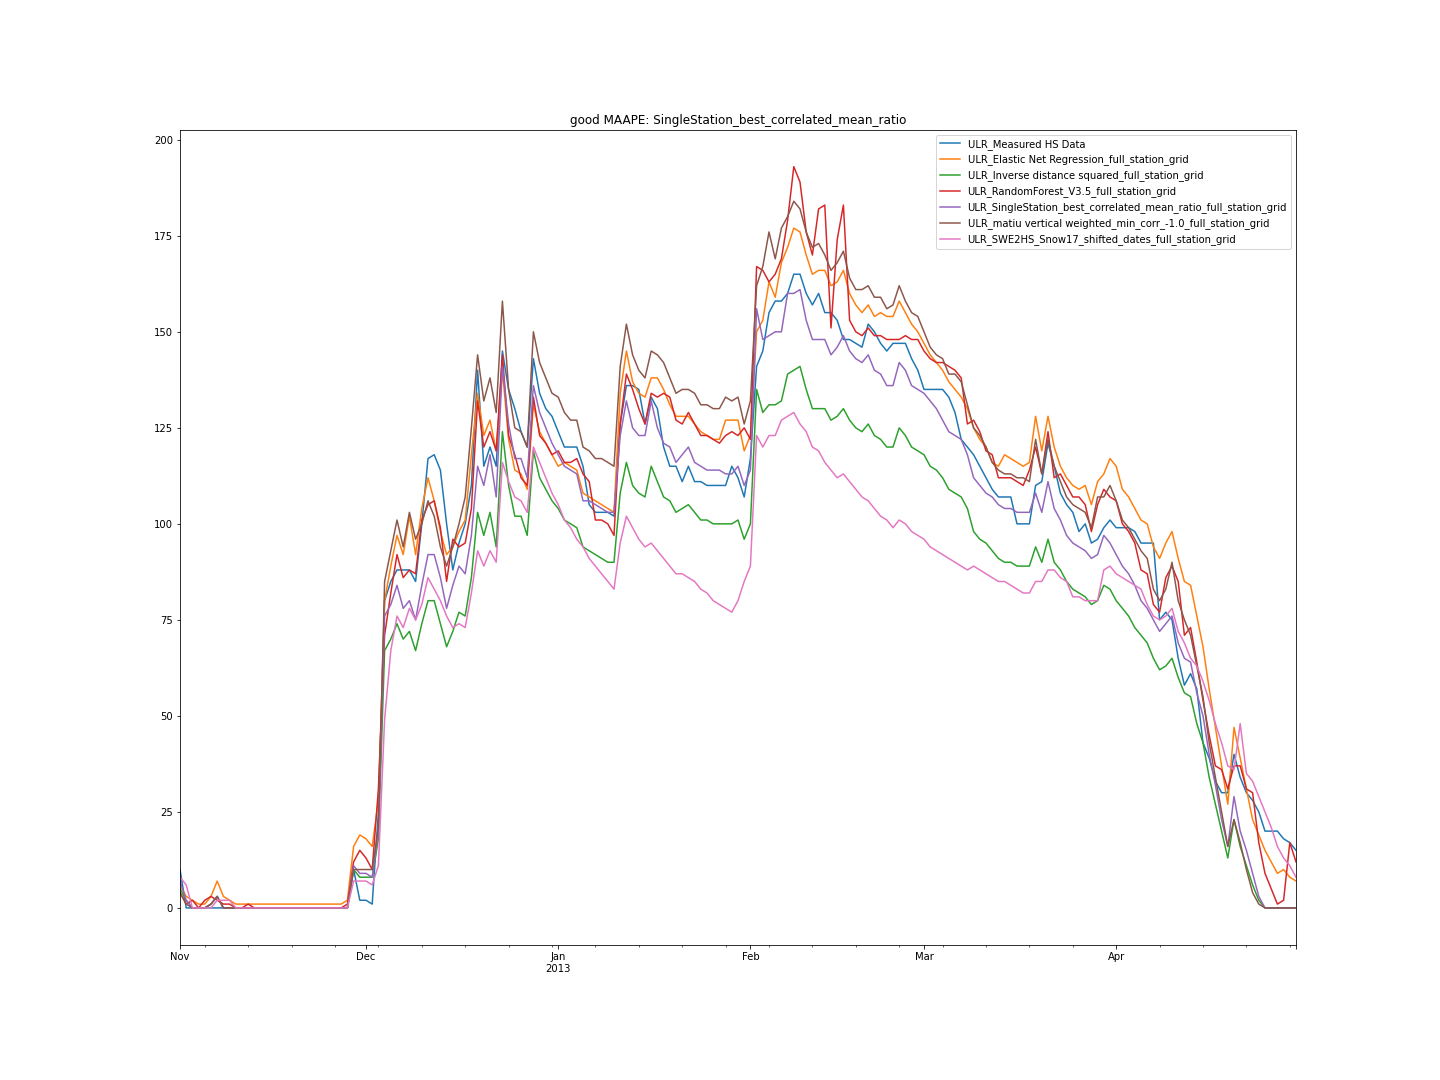 good MAAPE: SingleStation_best_correlated_mean_ratio
200
175
150
125
100
75
50
25
0
ULR_Measured HS Data
ULR_Elastic Net Regression_full_station_grid
ULR_Inverse distance squared_full_station_grid
ULR_RandomForest_V3.5_full_station_grid
ULR_SingleStation_best_correlated_mean_ratio_full_station_grid
ULR_matiu vertical weighted_min_corr_-1.0_full_station_grid
ULR_SWE2HS_Snow17_shifted_dates_full_station_grid
Nov Dec Jan Feb Mar Apr
2013